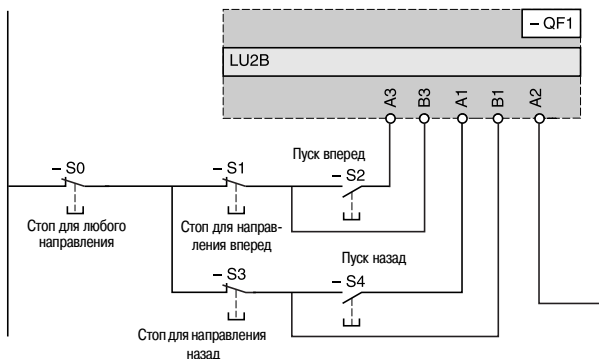 – QF1
LU2B
A3
B3
A1
B1
A2
Пуск вперед
– S0
– S1
– S2
Стоп для любого
направления
Стоп для направ-
ления вперед
Пуск назад
– S3
– S4
Стоп для направления
назад